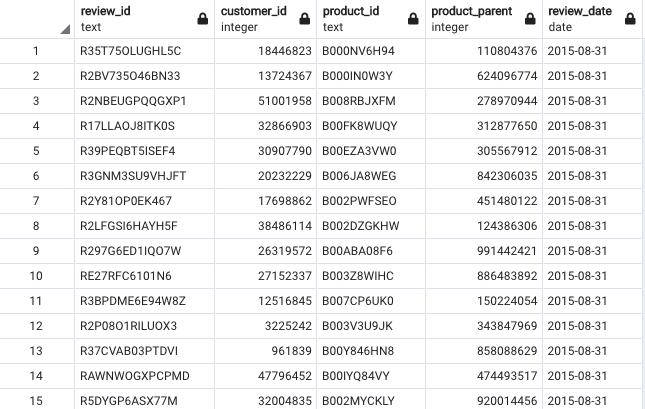 review_id customer_id product_id product_parent review_date
text integer text integer date
1 R35T75OLUGHL5C 18446823 B000NV6H94 110804376 2015-08-31
2 R2BV735O46BN33 13724367 B000IN0W3Y 624096774 2015-08-31
3 R2NBEUGPQQGXP1 51001958 B008RBJXFM 278970944 2015-08-31
4 R17LLAOJ8ITK0S 32866903 B00FK8WUQY 312877650 2015-08-31
5 R39PEQBT5ISEF4 30907790 B00EZA3VW0 305567912 2015-08-31
6 R3GNM3SU9VHJFT 20232229 B006JA8WEG 842306035 2015-08-31
7 R2Y81OP0EK467 17698862 B002PWFSEO 451480122 2015-08-31
8 R2LFGSI6HAYH5F 38486114 B002DZGKHW 124386306 2015-08-31
9 R297G6ED1IQO7W 26319572 B00ABA08F6 991442421 2015-08-31
10 RE27RFC6101N6 27152337 B003Z8WIHC 886483892 2015-08-31
11 R3BPDME6E94W8Z 12516845 B007CP6UK0 150224054 2015-08-31
12 R2P08O1RILUOX3 3225242 B003V3U9JK 343847969 2015-08-31
13 R37CVAB03PTDVI 961839 B00Y846HN8 858088629 2015-08-31
14 RAWNWOGXPCPMD 47796452 B00IYQ84VY 474493517 2015-08-31
15 R5DYGP6ASX77M 32004835 B002MYCKLY 920014456 2015-08-31